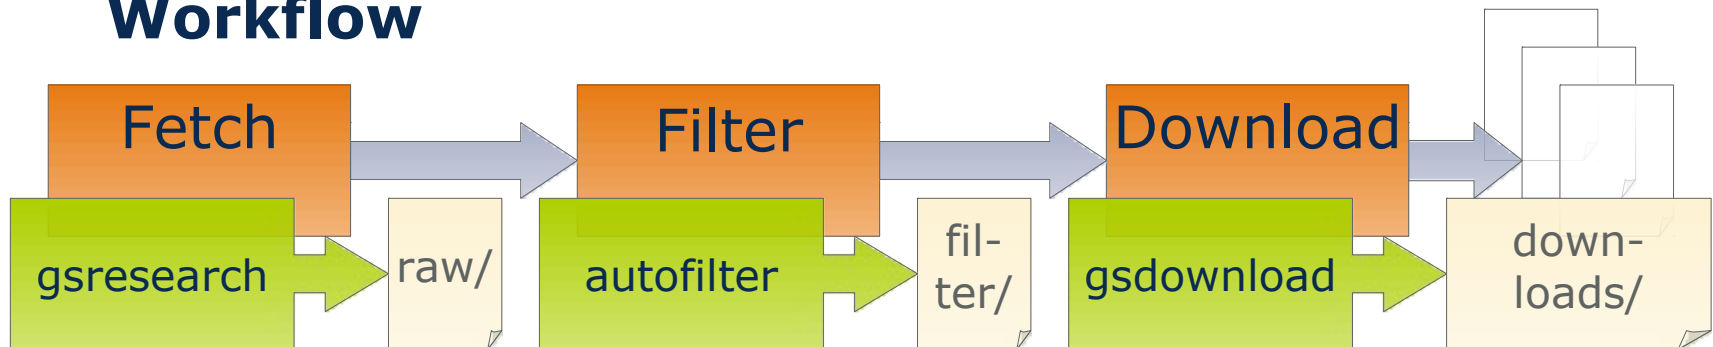 Workflow
Fetch
Filter
Download
gsresearch
raw/
autofilter
fil-
ter/
gsdownload
down-
loads/